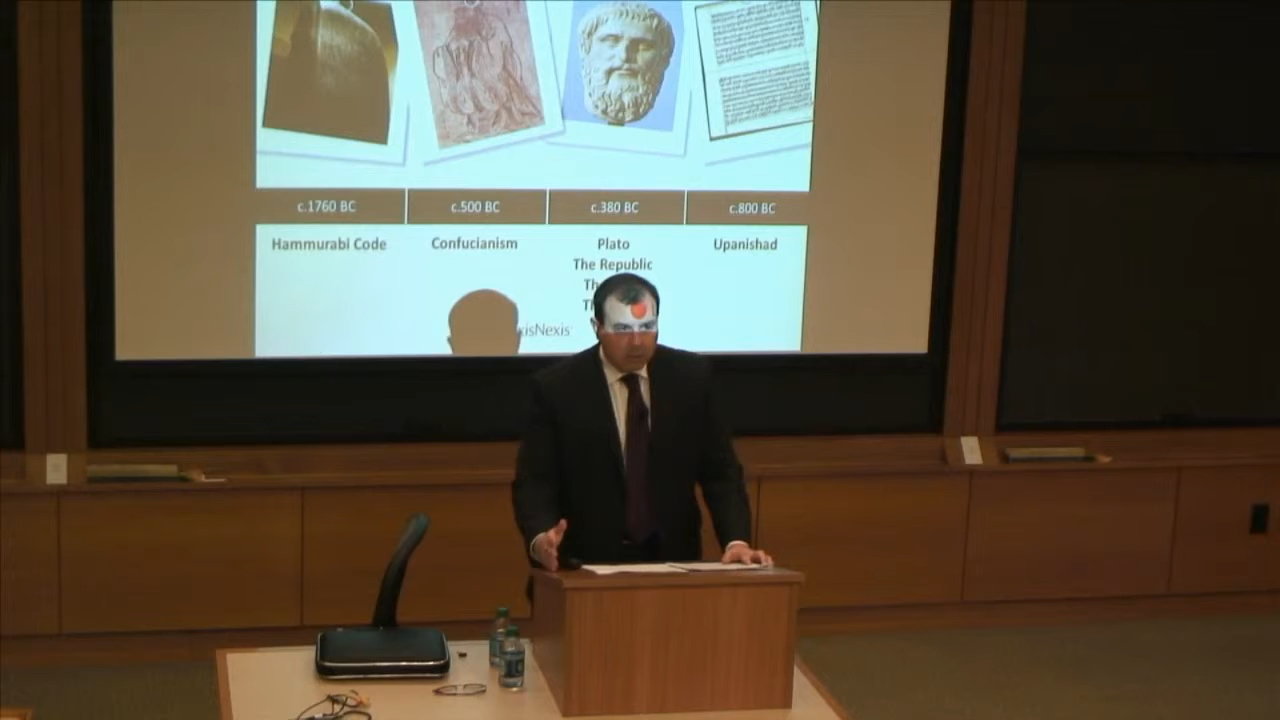 c.1760 BC
c.500 BC
c.380 BC
c.800 BC
Hammurabi Code
Confucianism
Plato
Upanishad
The Republic